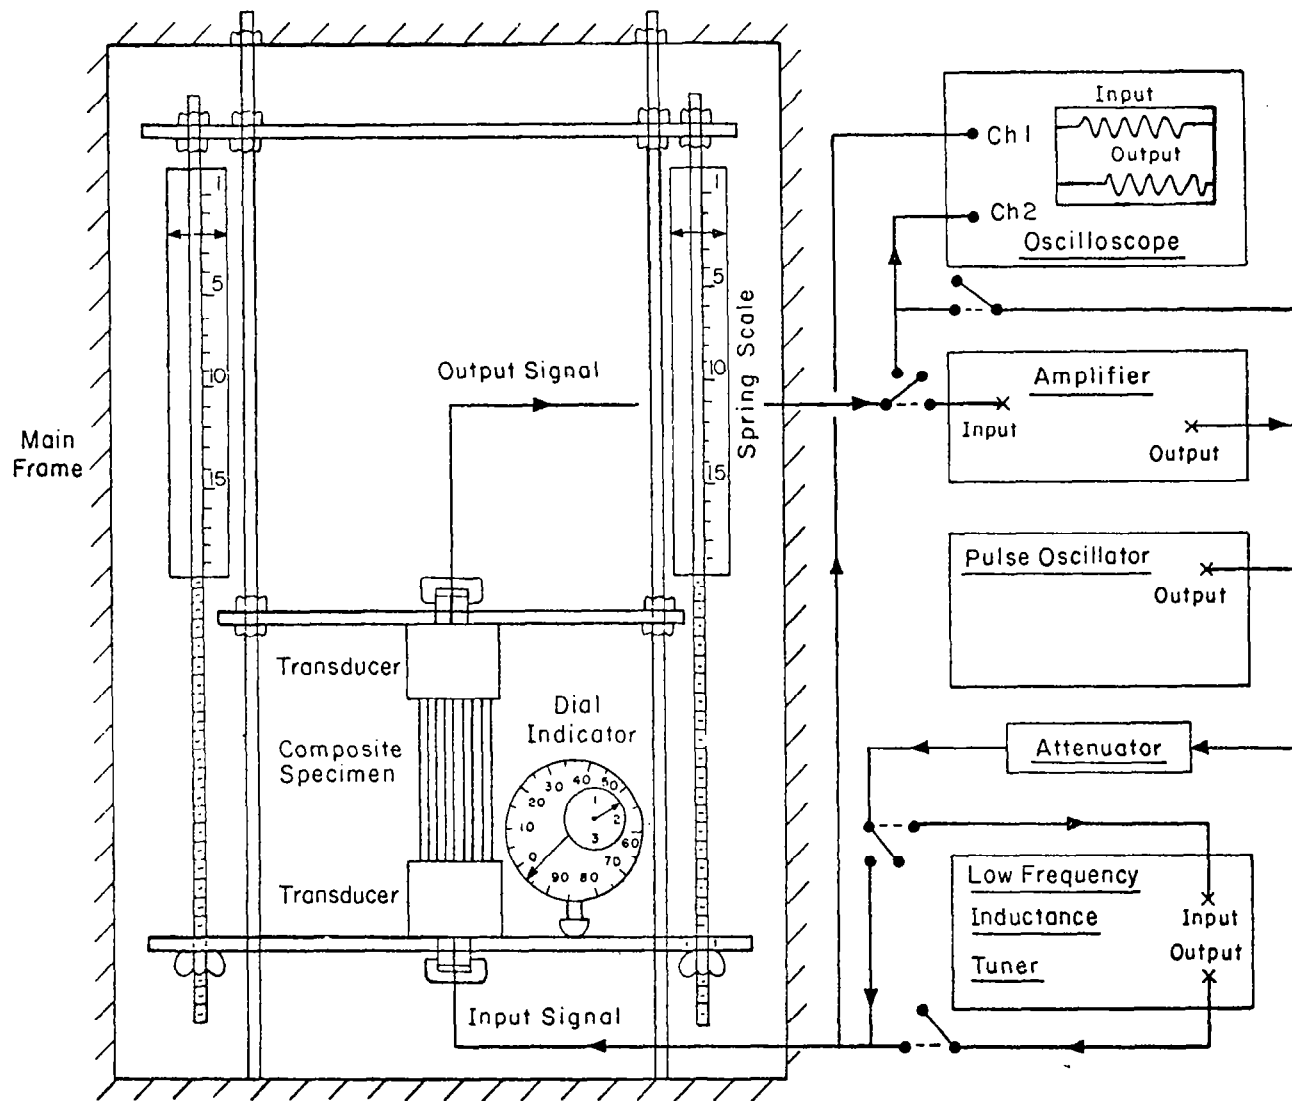 Input
Ch1
Output
Ch2
Oscilloscope
1
5
10
15
1
5
10
15
Spring Scale
Output Signal
Amplifier
Input
Output
Main
Frame
Pulse Oscillator
Output
Transducer
Dial
Indicator
Composite
Specimen
Attenuator
0
10
20
30
40
50
60
70
80
90
1
2
3
Transducer
Low Frequency
Inductance
Tuner
Input
Output
Input Signal